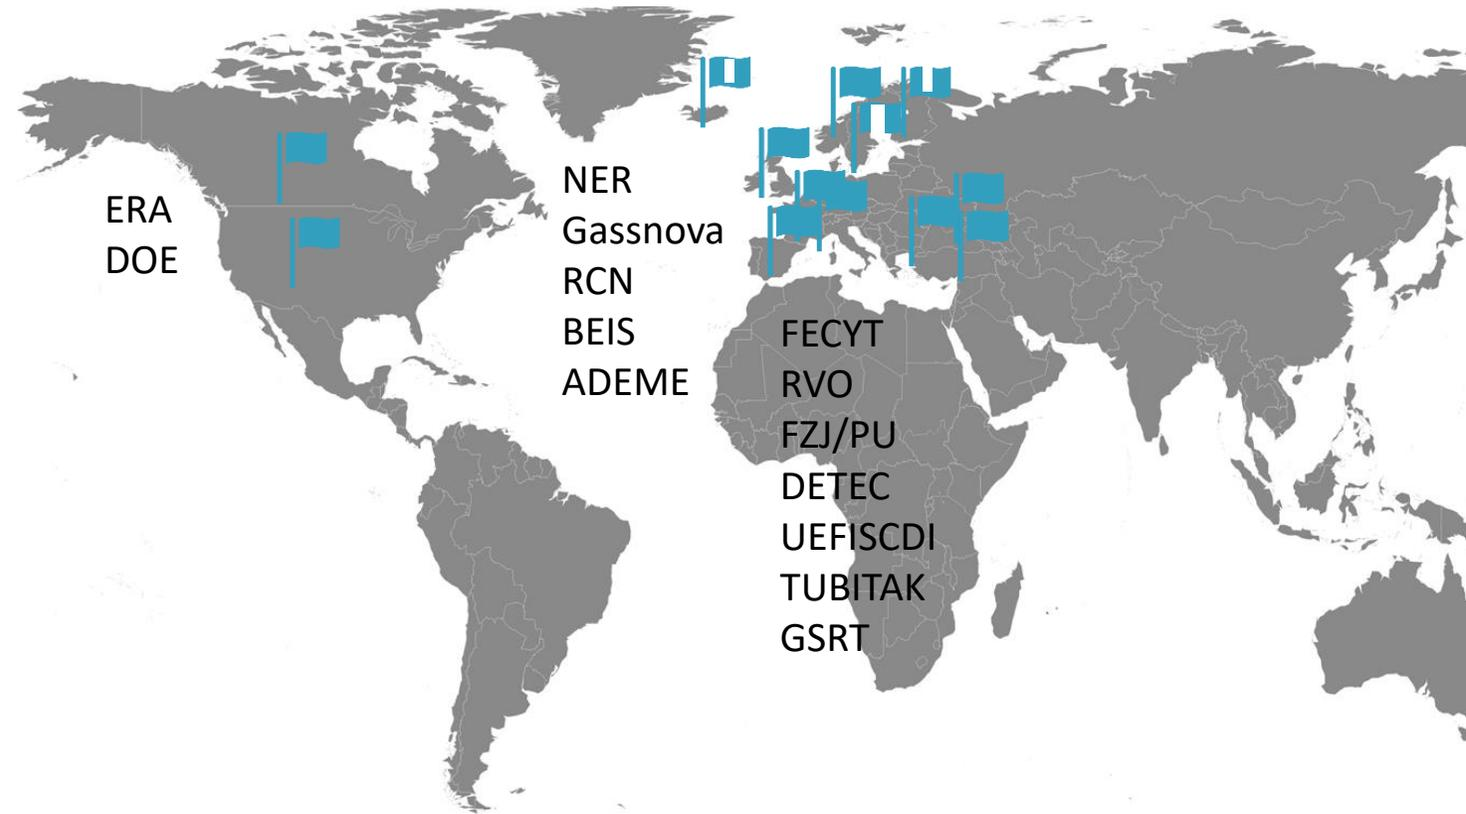 ERA
DOE
NER
Gassnova
RCN
BEIS
ADEME
FECYT
RVO
FZJ/PU
DETEC
UEFISCDI
TUBITAK
GSRT